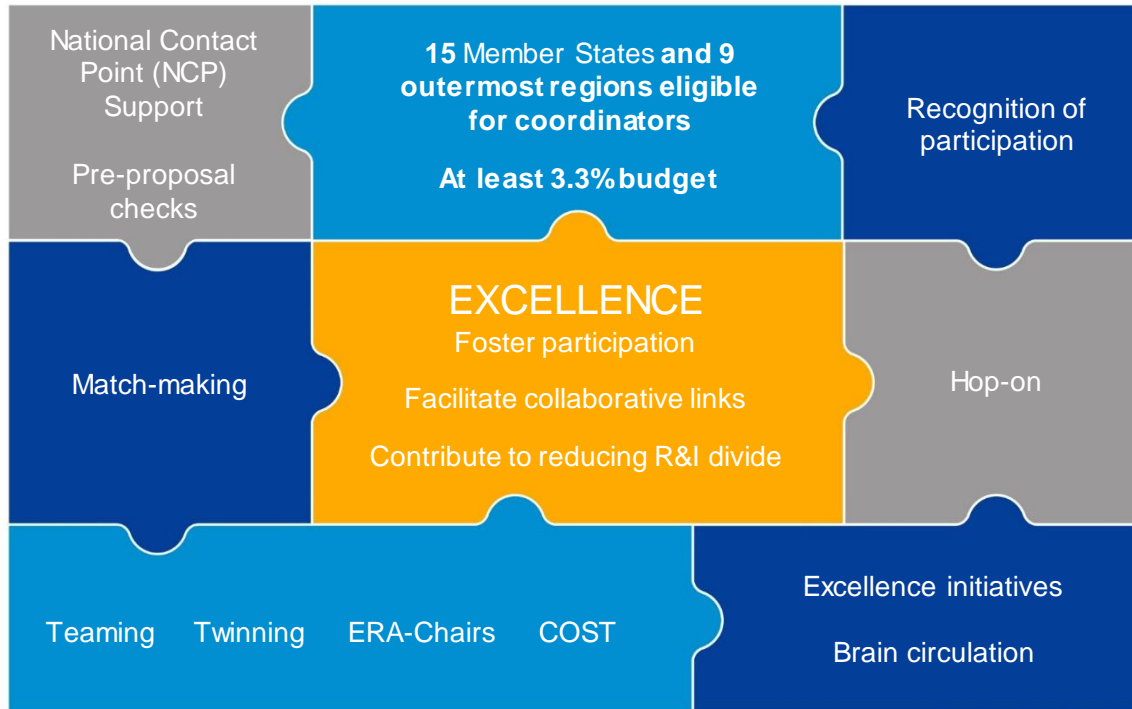 National Contact
Point (NCP)
Support
Pre-proposal
checks
15 Member States and 9
outermost regions eligible
for coordinators
At least 3.3% budget
Recognition of
participation
Match-making
EXCELLENCE
Foster participation
Facilitate collaborative links
Contribute to reducing R&I divide
Hop-on
Teaming Twinning ERA-Chairs COST
Excellence initiatives
Brain circulation